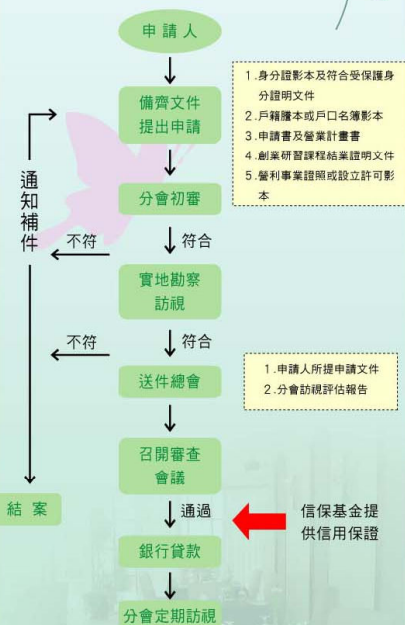 申請人
備齊文件
提出申請
1.身分證影本及符合受保護身
分證明文件
2.戶籍謄本或戶口名簿影本
3.申請書及營業計畫書
4.創業研習課程結業證明文件
5.營利事業證照或設立許可影
本
通知補件
分會初審
不符
符合
實地勘察
訪視
不符
符合
送件總會
1.申請人所提申請文件
2.分會訪視評估報告
召開審查
會議
結案
通過
信保基金提
供信用保證
銀行貸款
分會定期訪視